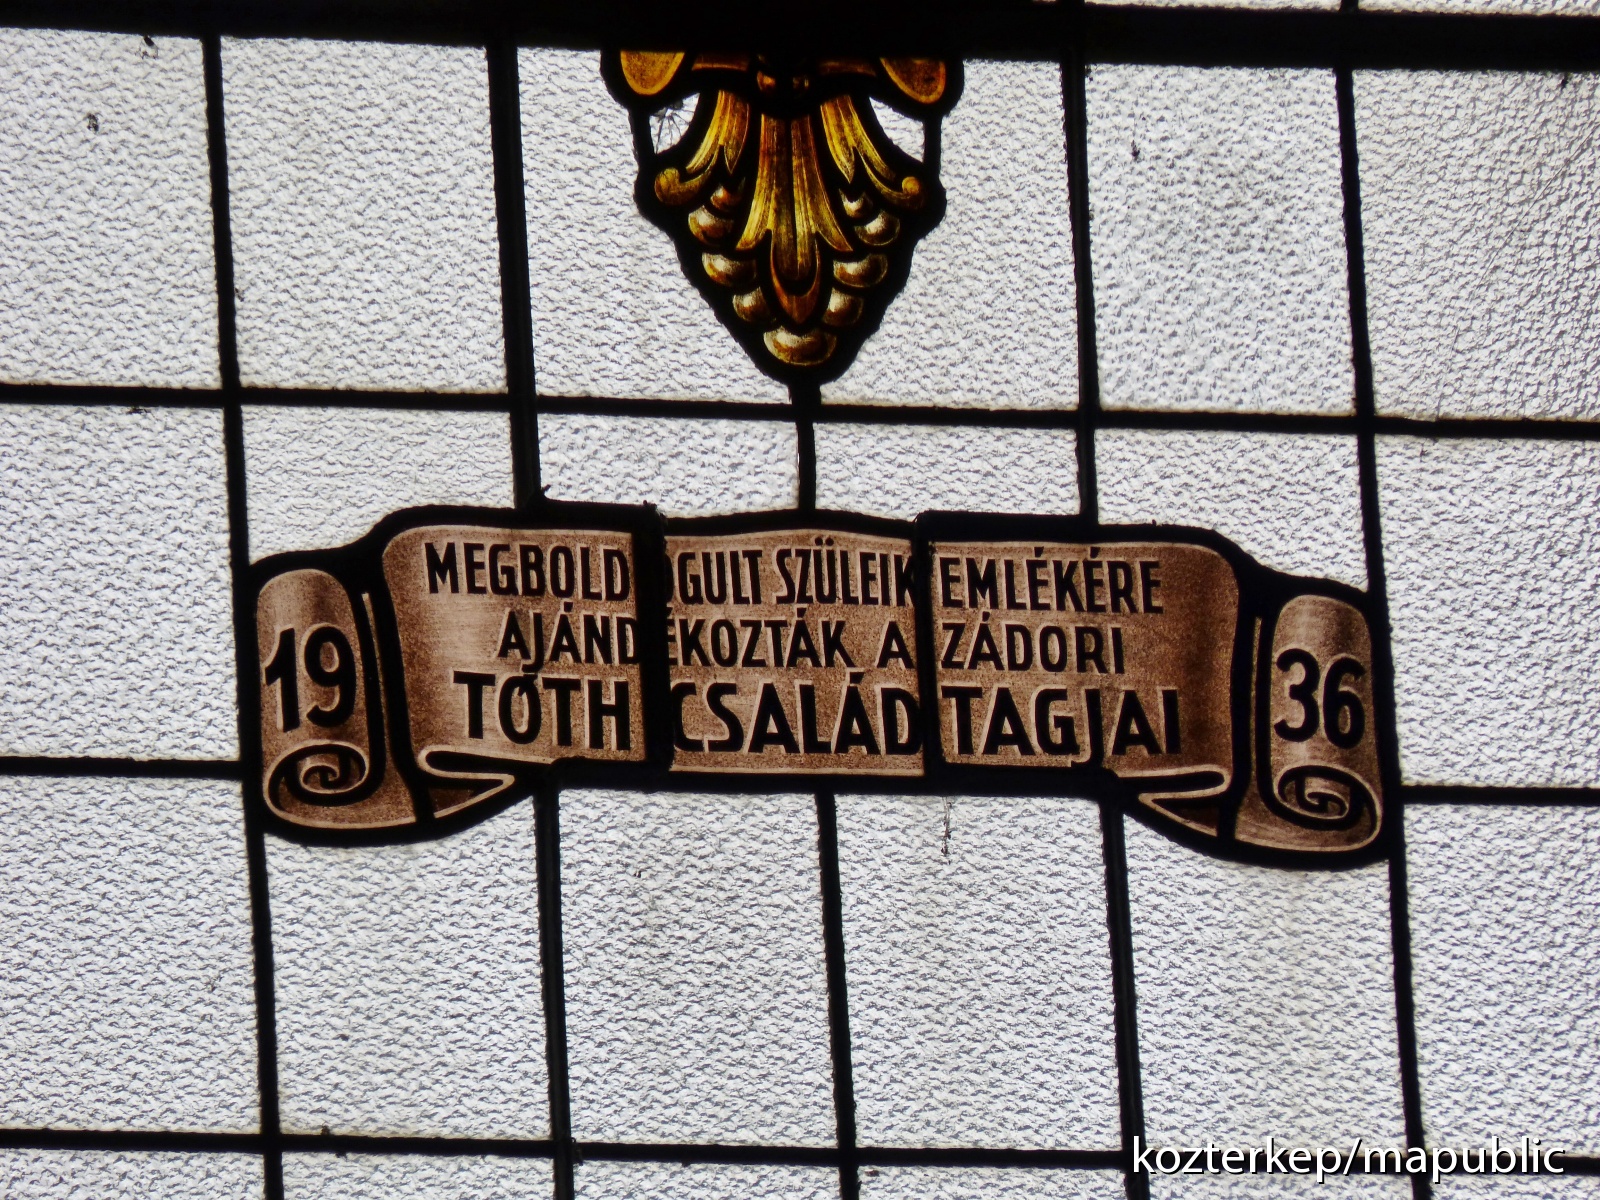 MEGBOLDOGULT SZÜLEIK EMLÉKÉRE
AJÁNDÉKOZTÁK A ZÁDORI
TÓTH CSALÁD TAGJAI
19 36
kozterkep/mapublic